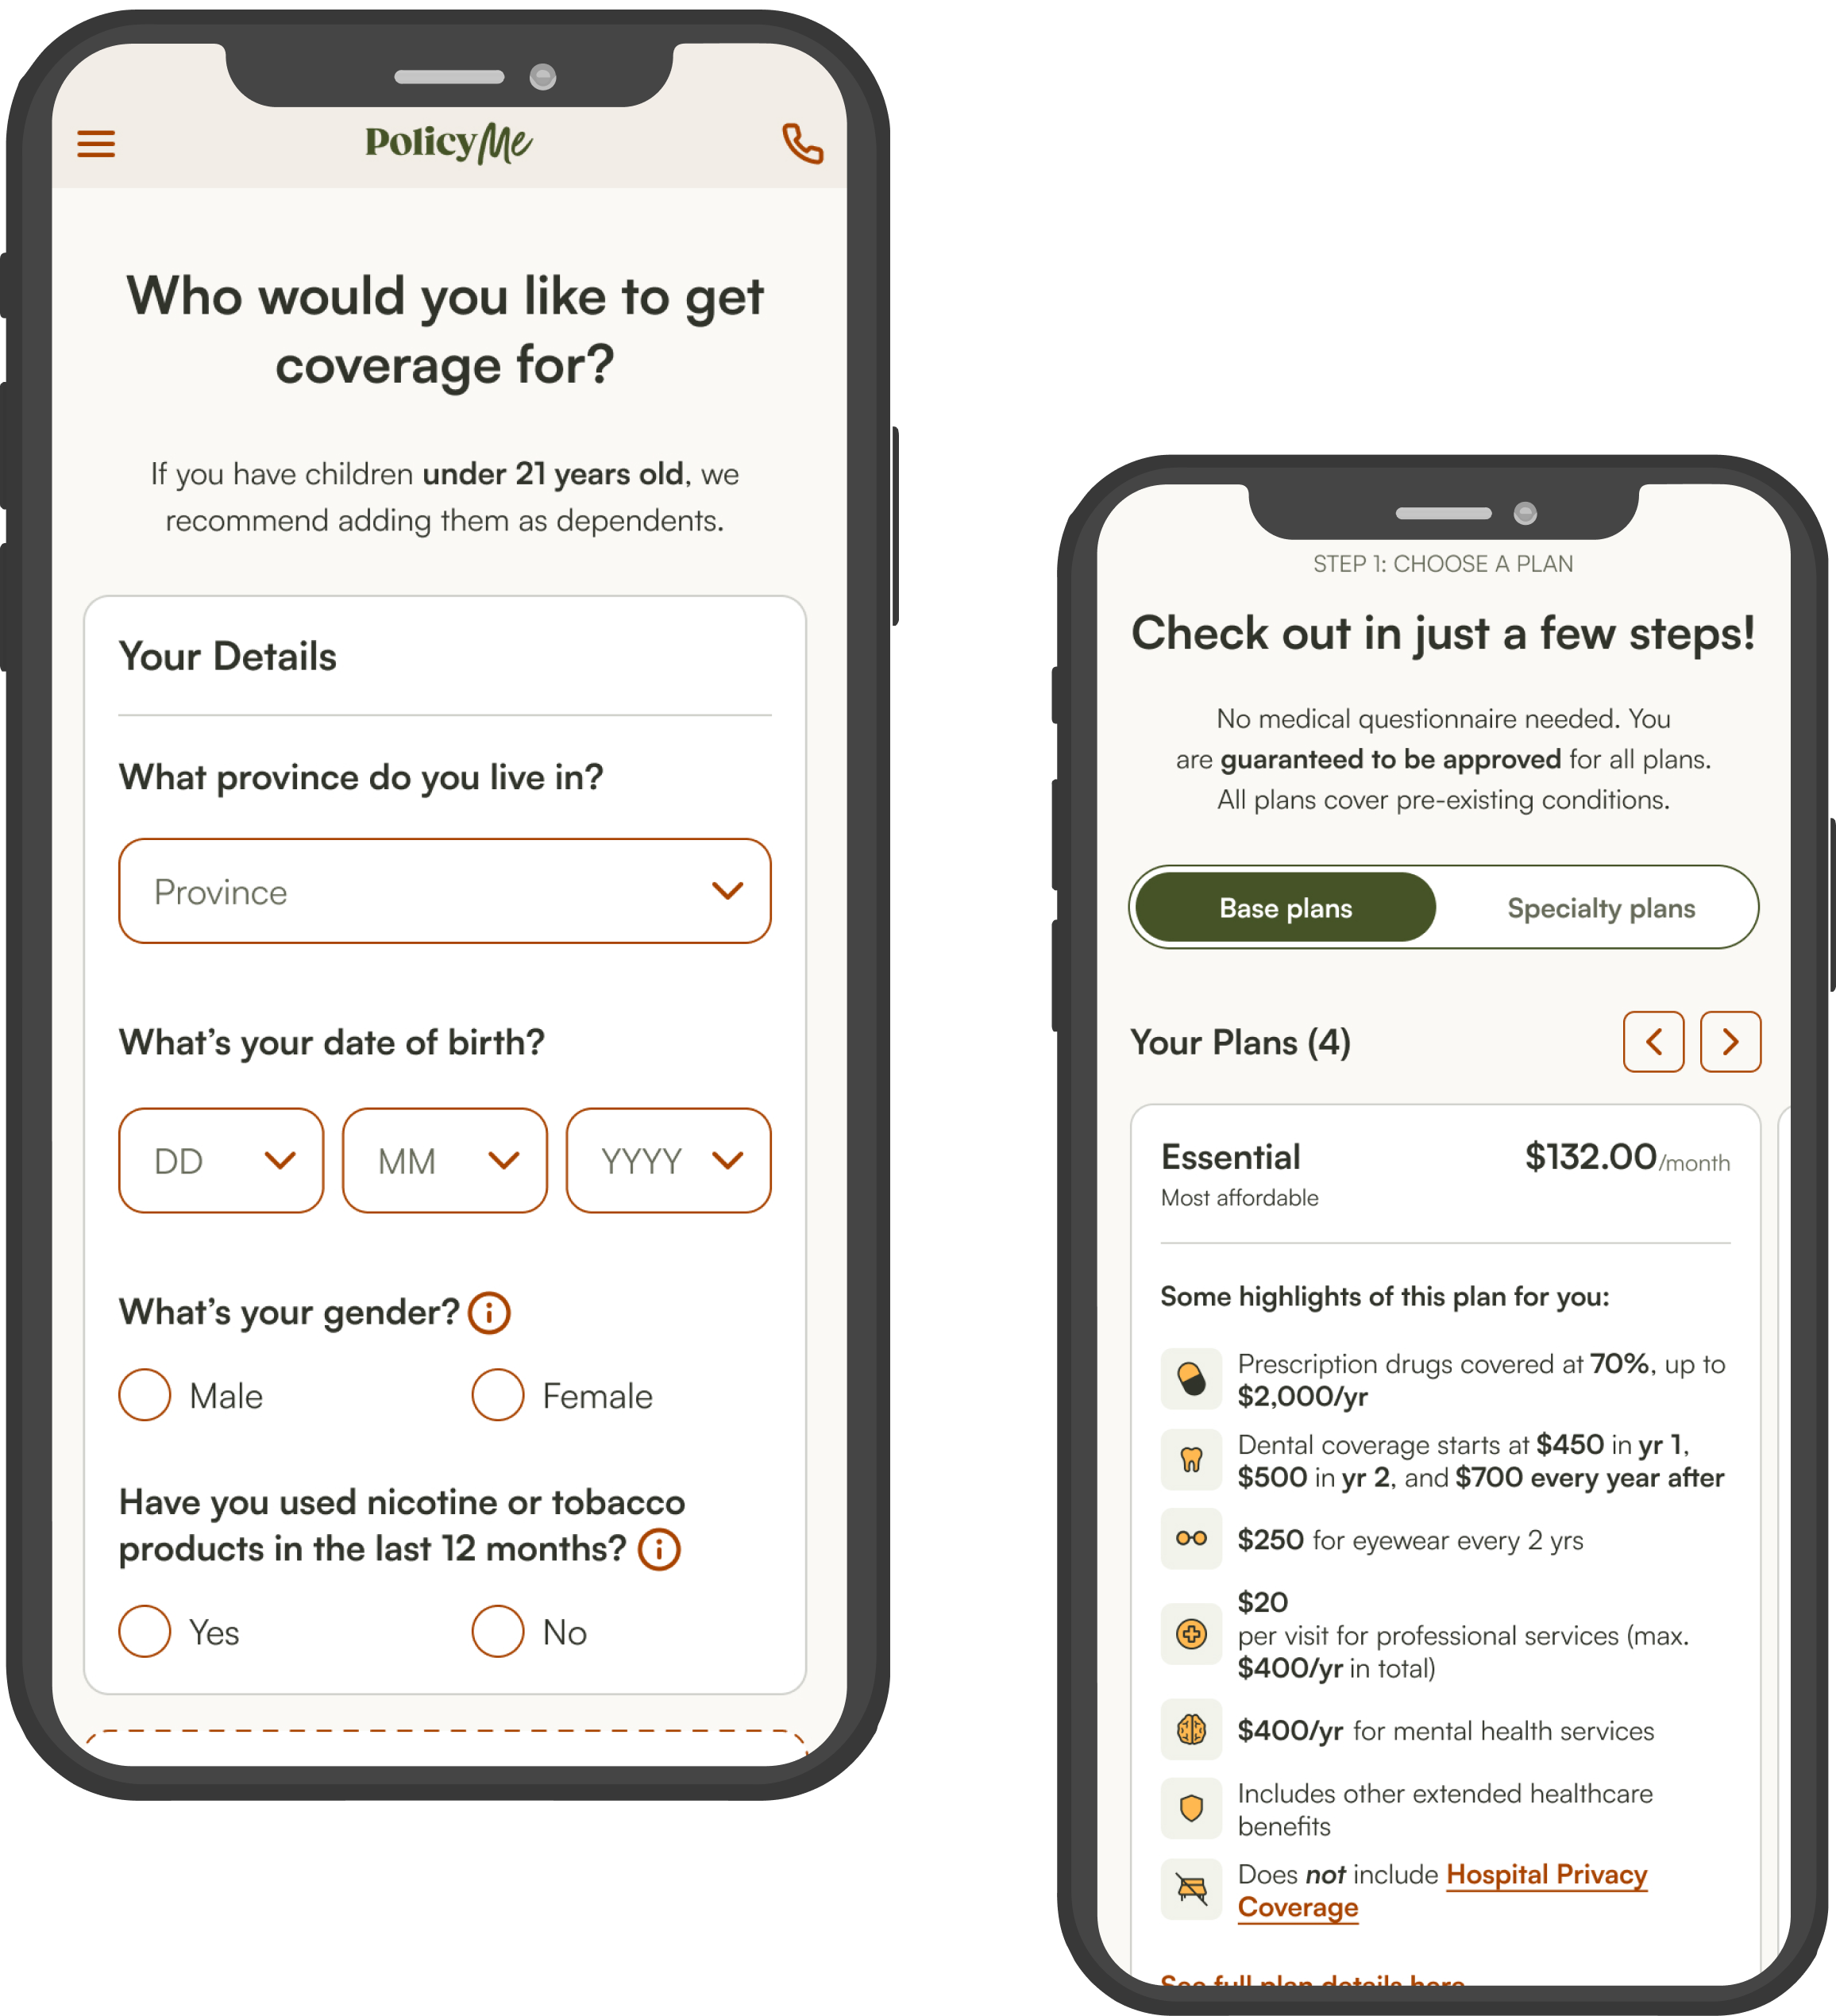 PolicyMe
Who would you like to get
coverage for?
If you have children under 21 years old, we
recommend adding them as dependents.
Your Details
What province do you live in?
Province
What’s your date of birth?
DD
MM
YYYY
What’s your gender?
Male
Female
Have you used nicotine or tobacco
products in the last 12 months?
Yes
No
STEP 1: CHOOSE A PLAN
Check out in just a few steps!
No medical questionnaire needed. You
are guaranteed to be approved for all plans.
All plans cover pre-existing conditions.
Base plans
Specialty plans
Your Plans (4)
Essential
$132.00/month
Most affordable
Some highlights of this plan for you:
Prescription drugs covered at 70%, up to
$2,000/yr
Dental coverage starts at $450 in yr 1,
$500 in yr 2, and $700 every year after
$250 for eyewear every 2 yrs
$20
per visit for professional services (max.
$400/yr in total)
$400/yr for mental health services
Includes other extended healthcare
benefits
Does not include Hospital Privacy
Coverage
See full plan details here